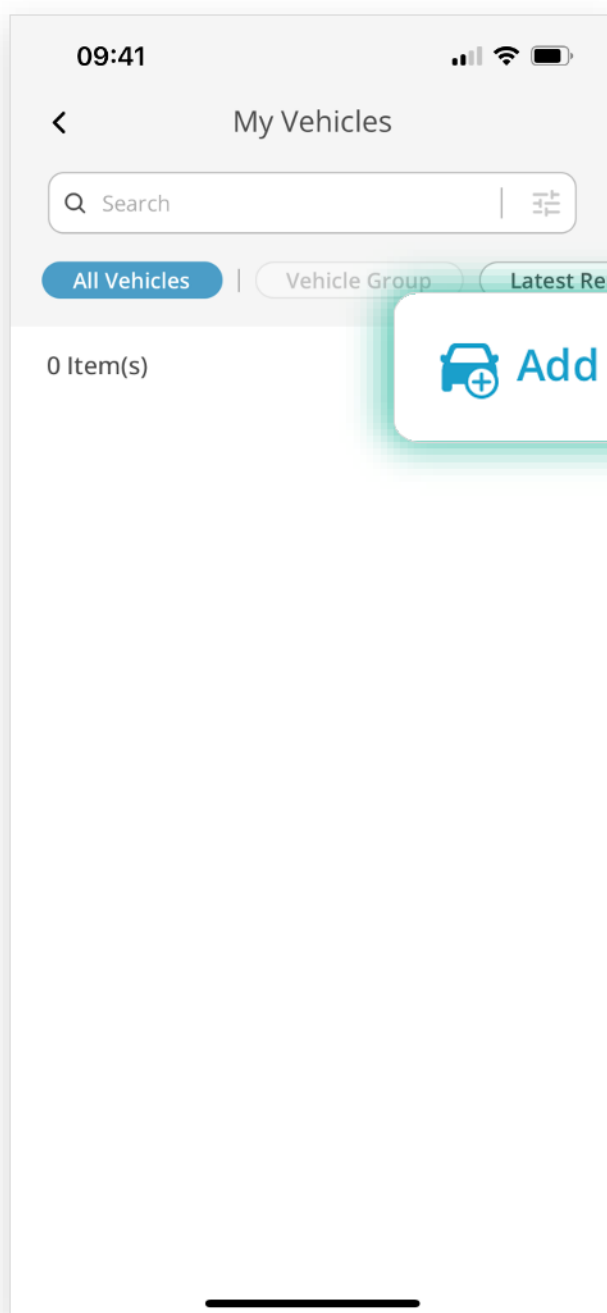 09:41
My Vehicles
Search
All Vehicles | Vehicle Group Latest Re
0 Item(s)
Add